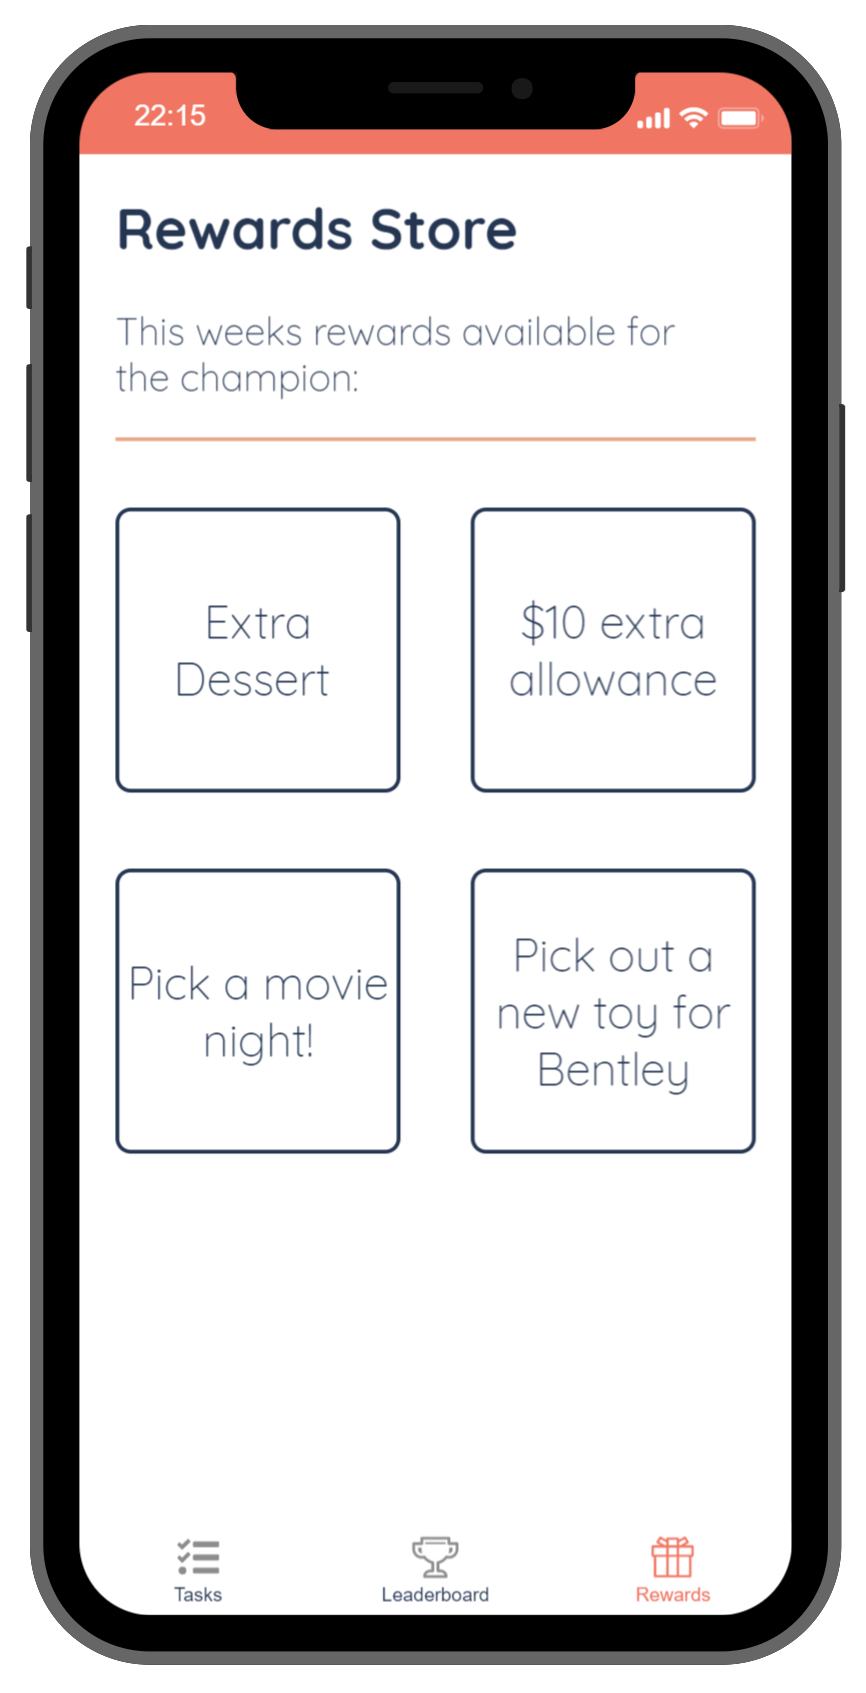 22:15
Rewards Store
This weeks rewards available for
the champion:
Extra
Dessert
$10 extra
allowance
Pick a movie
night!
Pick out a
new toy for
Bentley
Tasks
Leaderboard
Rewards